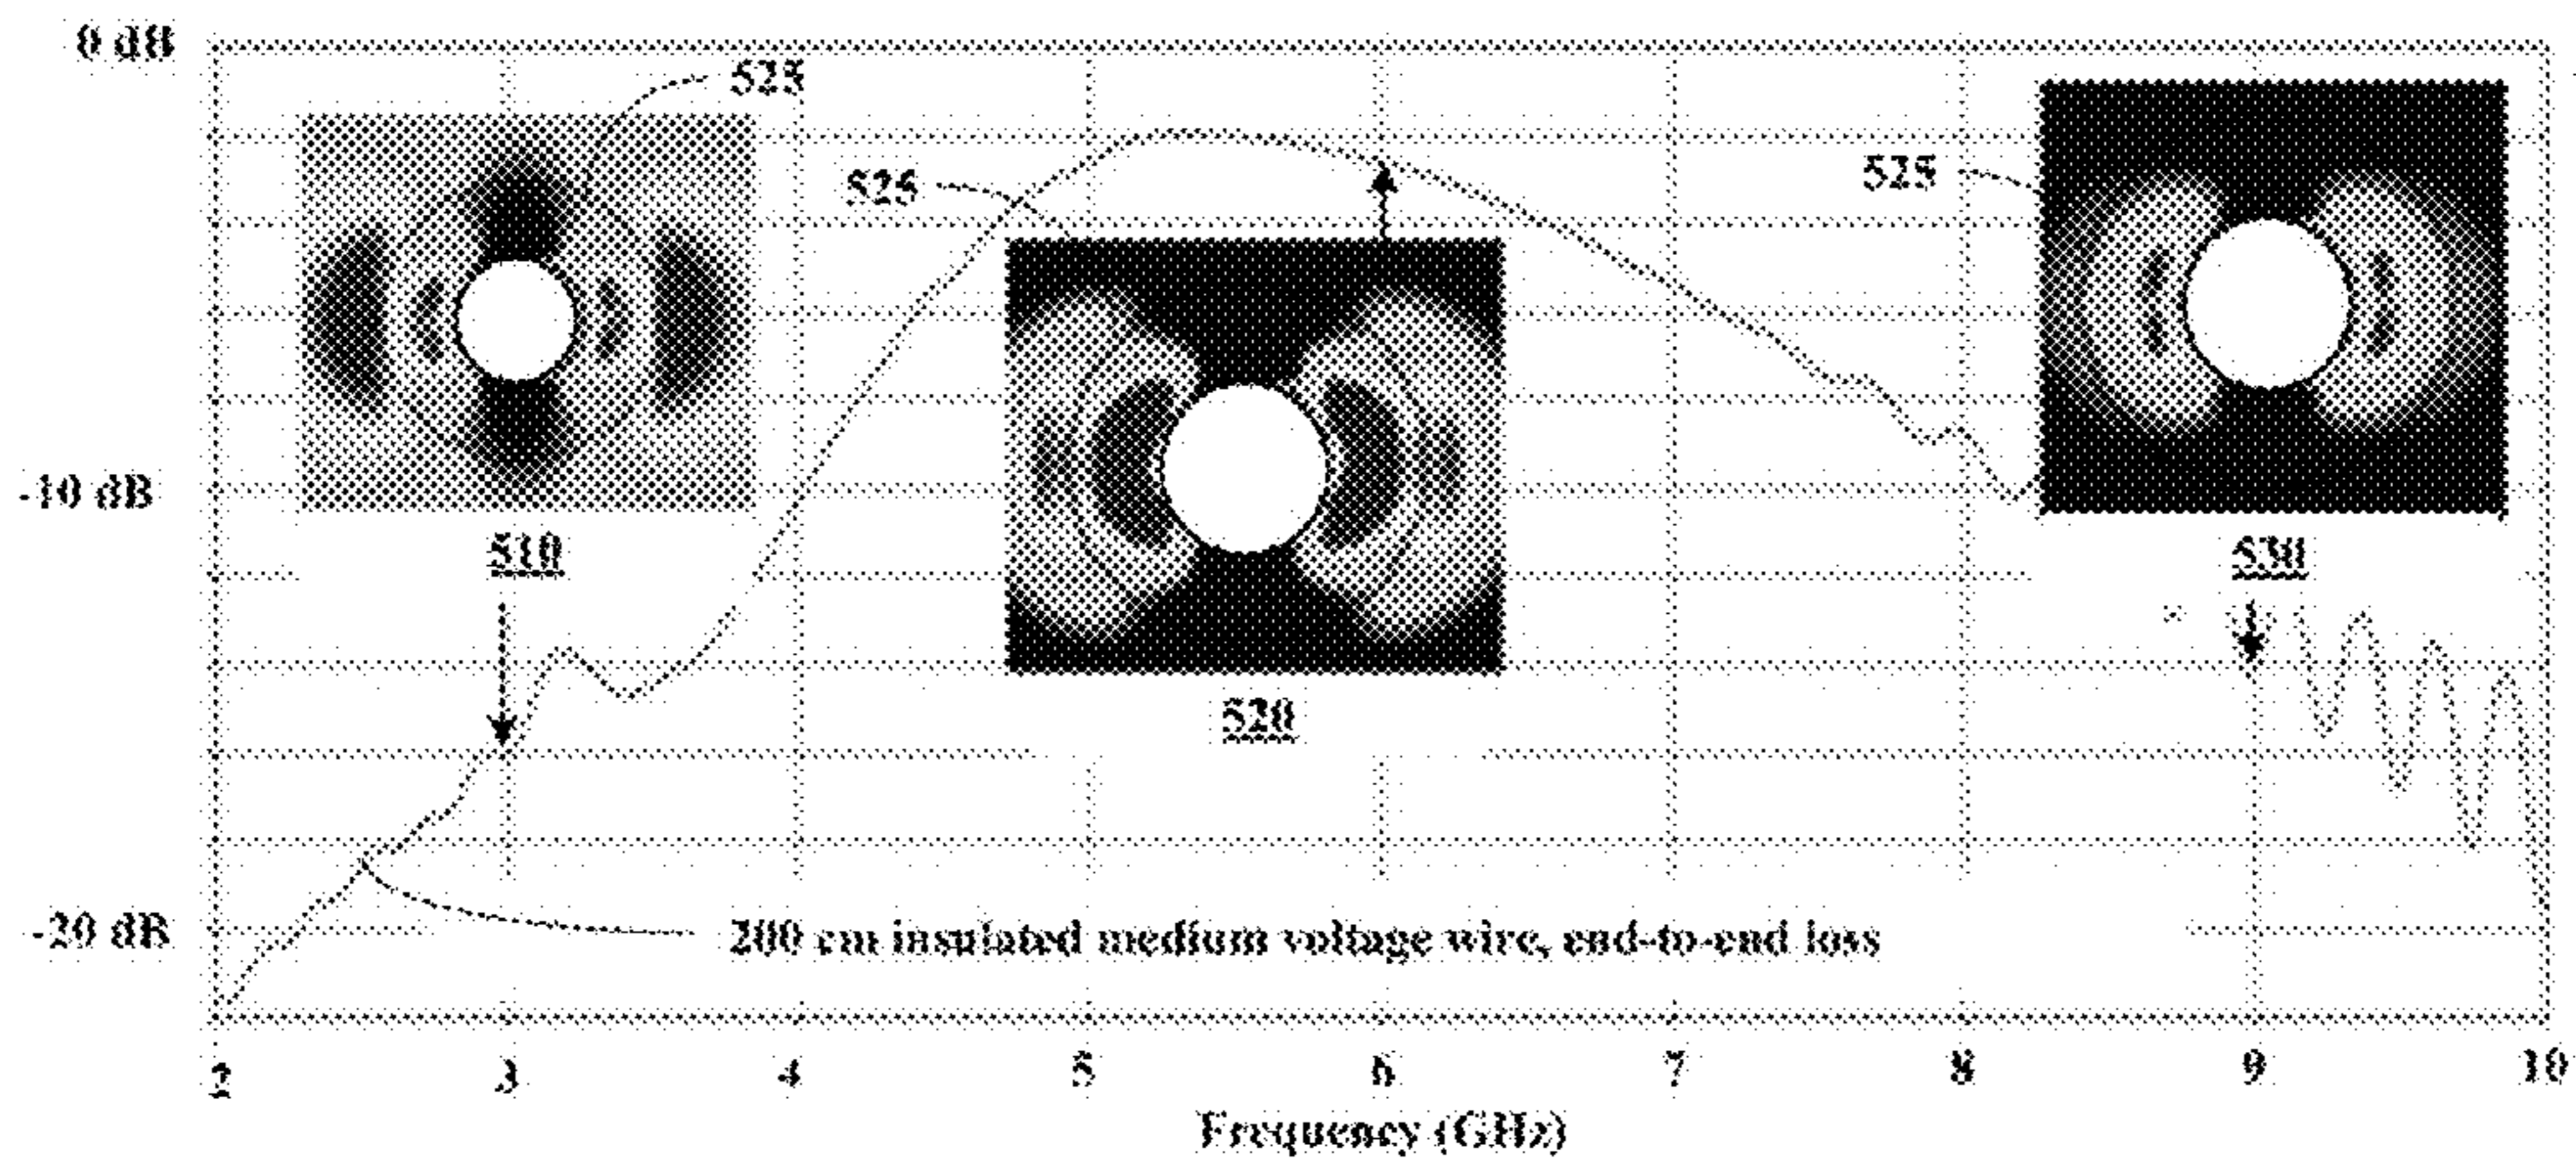 0 dB
525
525
525
-10 dB
510
530
520
-20 dB
200 cm insulated medium voltage wire, end-to-end loss
2 3 4 5 6 7 8 9 10
Frequency (GHz)